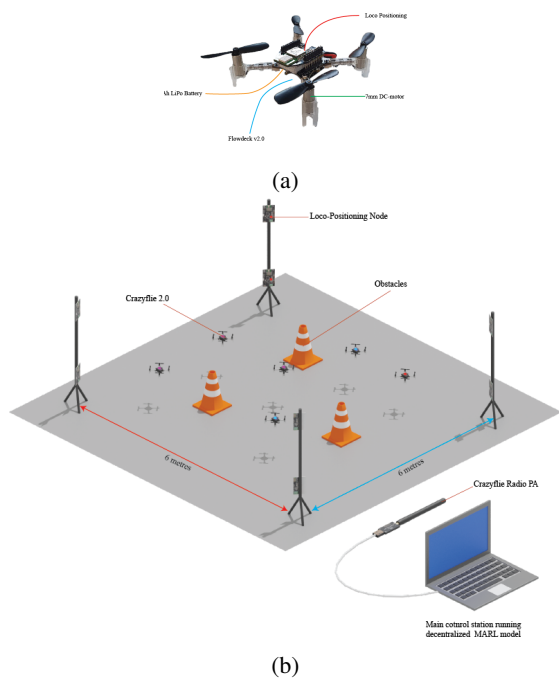 Loco Positioning
Ah LiPo Battery
7mm DC-motor
Flowdeck v2.0
(a)
Loco-Positioning Node
Crazyflie 2.0
Obstacles
6 metres
6 metres
Crazyflie Radio PA
Main cotnrol station running
decentralized MARL model
(b)